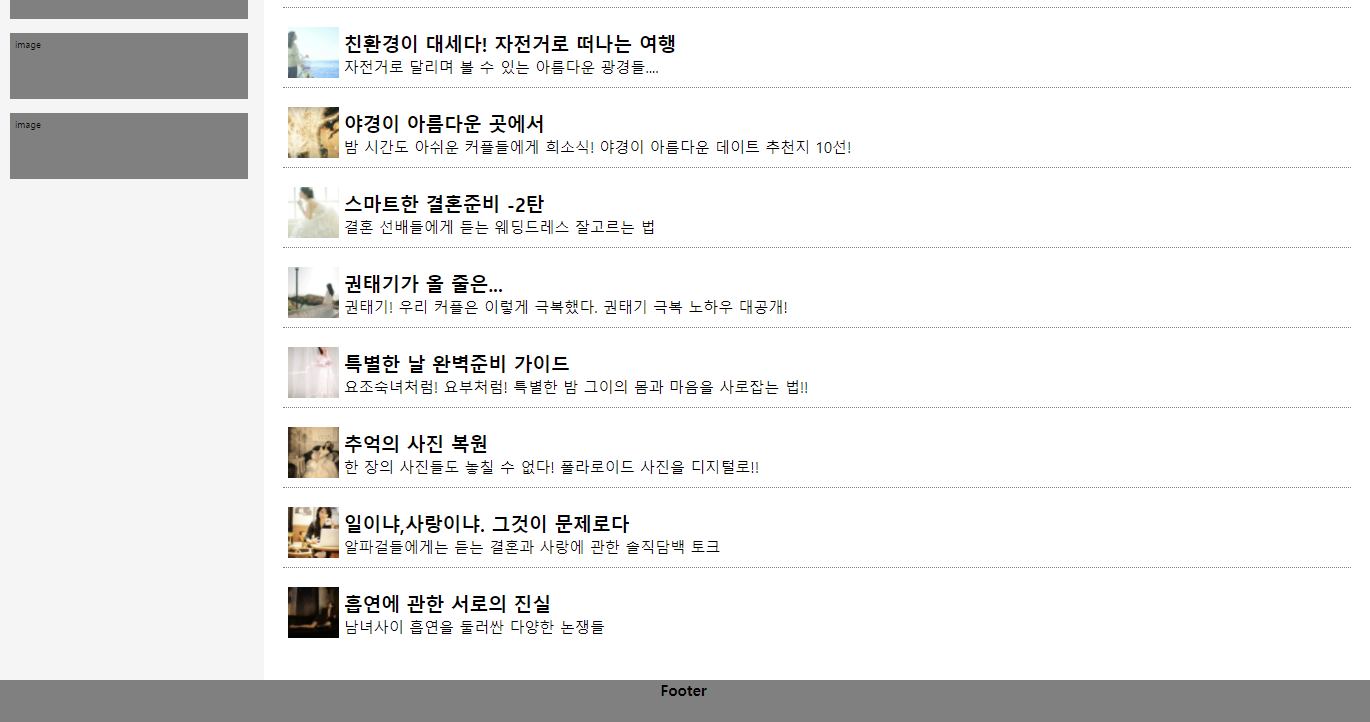 image
image
친환경이 대세다! 자전거로 떠나는 여행
자전거로 달리며 볼 수 있는 아름다운 광경들....
야경이 아름다운 곳에서
밤 시간도 아쉬운 커플들에게 희소식! 야경이 아름다운 데이트 추천지 10선!
스마트한 결혼준비 -2탄
결혼 선배들에게 듣는 웨딩드레스 잘고르는 법
권태기가 올 줄은...
권태기! 우리 커플은 이렇게 극복했다. 권태기 극복 노하우 대공개!
특별한 날 완벽준비 가이드
요조숙녀처럼! 요부처럼! 특별한 밤 그이의 몸과 마음을 사로잡는 법!!
추억의 사진 복원
한 장의 사진들도 놓칠 수 없다! 폴라로이드 사진을 디지털로!!
일이냐,사랑이냐. 그것이 문제로다
알파걸들에게는 듣는 결혼과 사랑에 관한 솔직담백 토크
흡연에 관한 서로의 진실
남녀사이 흡연을 둘러싼 다양한 논쟁들
Footer